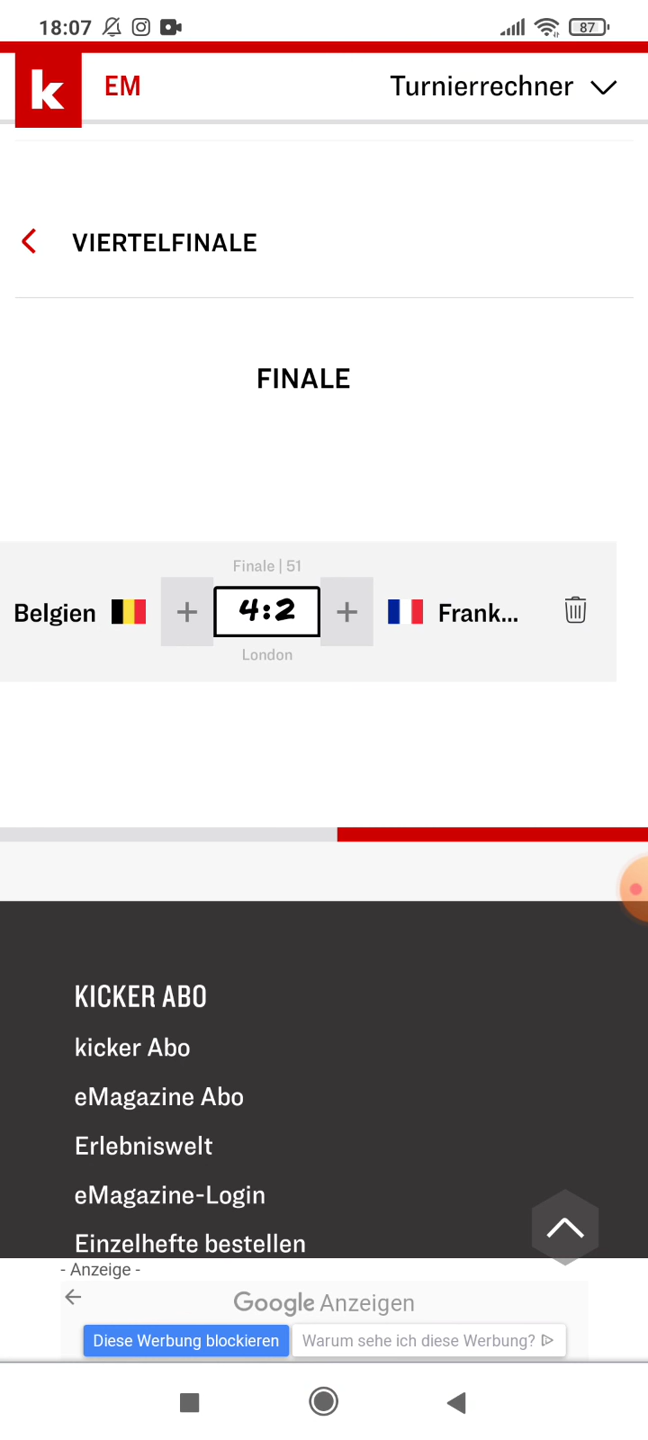 18:07 87
k EM Turnierrechner
VIERTELFINALE
FINALE
Finale | 51
Belgien + 4:2 + Frank...
London
KICKER ABO
kicker Abo
eMagazine Abo
Erlebniswelt
eMagazine-Login
Einzelhefte bestellen
- Anzeige -
Google Anzeigen
Diese Werbung blockieren Warum sehe ich diese Werbung?